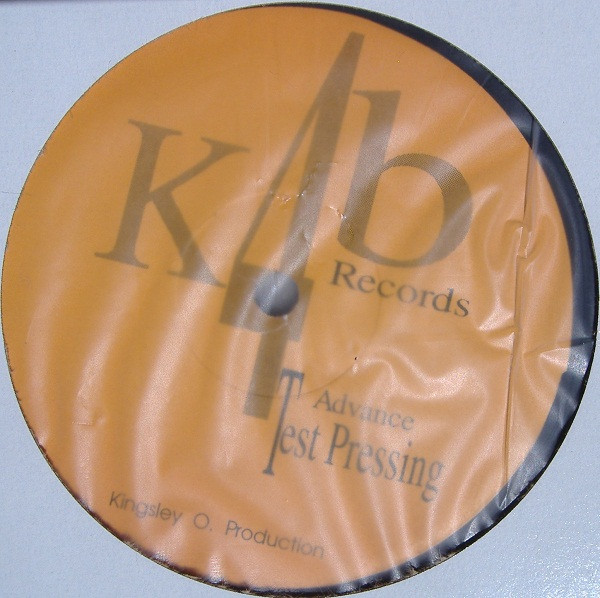 K4b
Records
Advance
Test Pressing
Kingsley O. Production